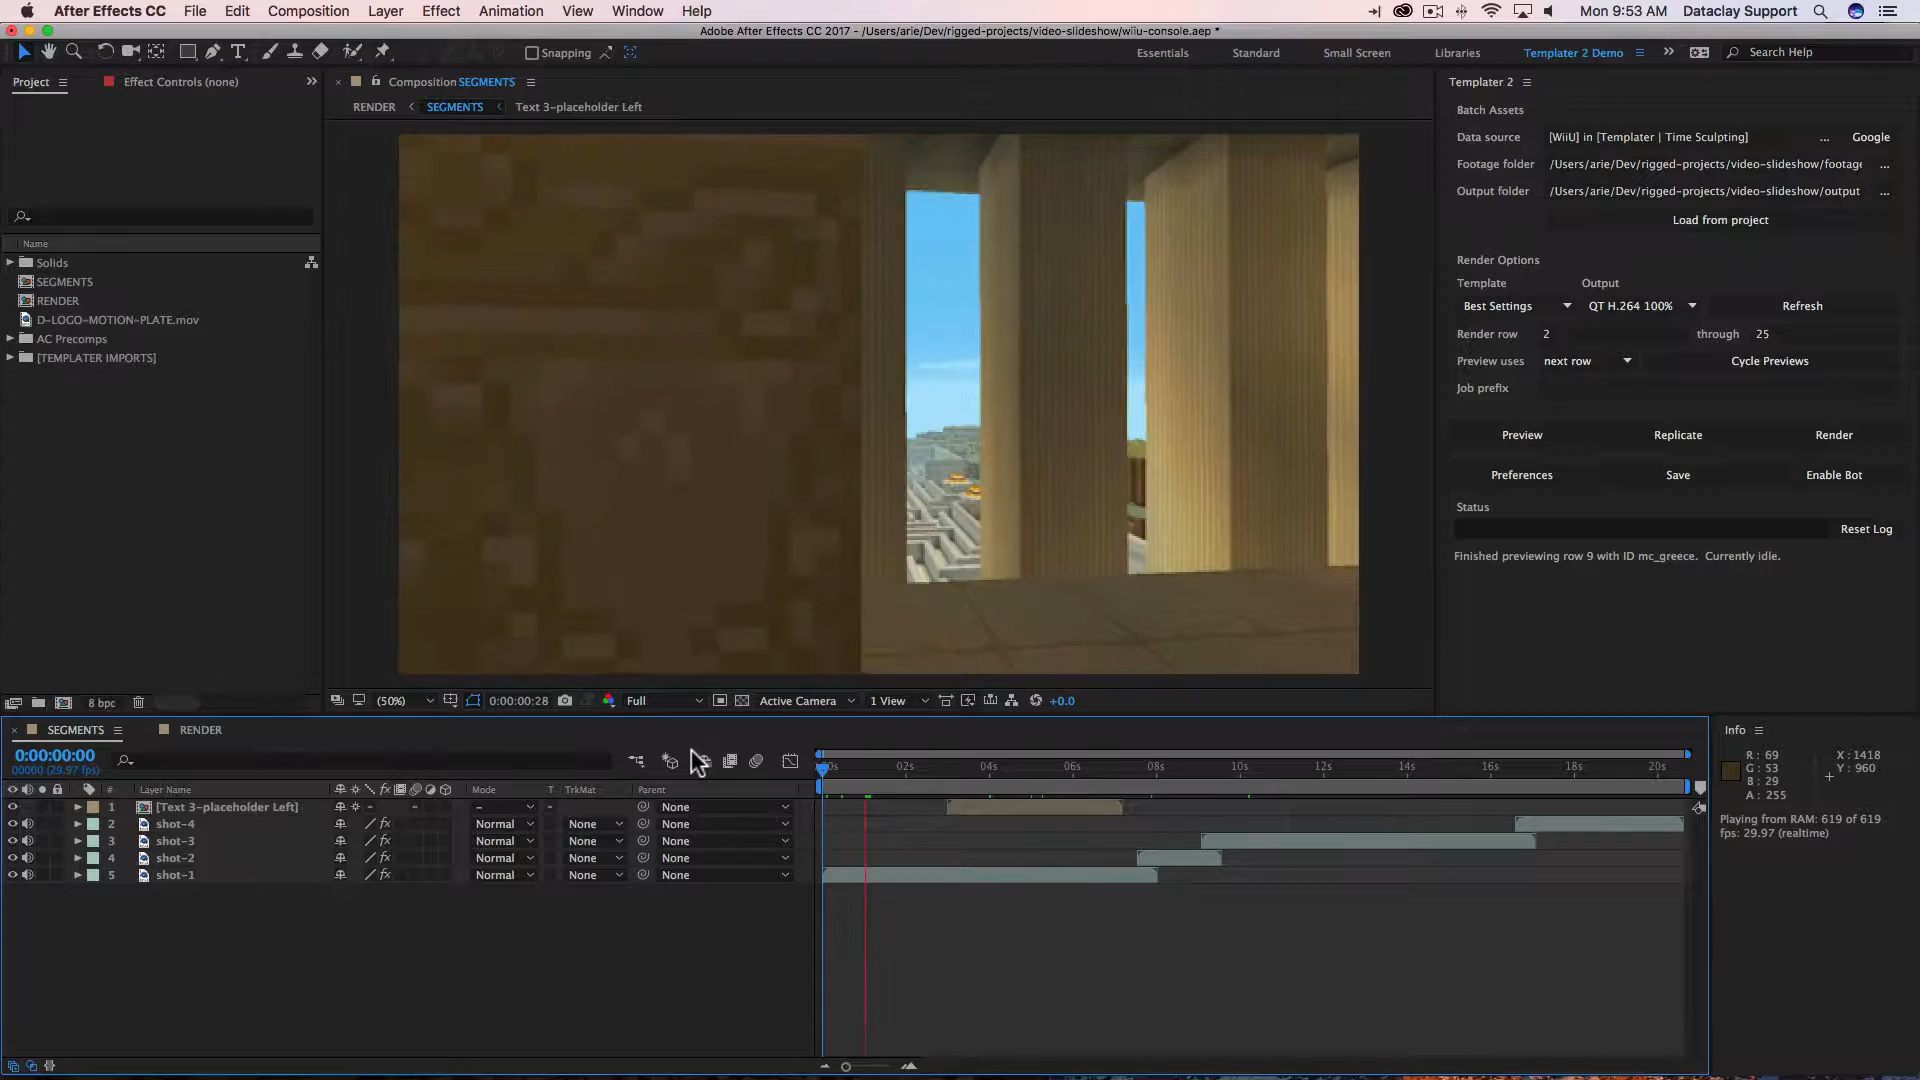 After Effects CC File Edit Composition Layer Effect Animation View Window Help Mon 9:53 AM Dataclay Support
Adobe After Effects CC 2017 - /Users/arie/Dev/rigged-projects/video-slideshow/wiiu-console.aep *
Snapping Essentials Standard Small Screen Libraries Templater 2 Demo Search Help
Project Effect Controls (none)
Composition SEGMENTS
RENDER SEGMENTS Text 3-placeholder Left
Name
Solids
SEGMENTS
RENDER
D-LOGO-MOTION-PLATE.mov
AC Precomps
[TEMPLATER IMPORTS]
8 bpc
(50%) 0:00:00:28 Full Active Camera 1 View +0.0
Templater 2
Batch Assets
Data source [WiiU] in [Templater | Time Sculpting] ... Google
Footage folder /Users/arie/Dev/rigged-projects/video-slideshow/footage ...
Output folder /Users/arie/Dev/rigged-projects/video-slideshow/output ...
Load from project
Render Options
Template Output
Best Settings QT H.264 100% Refresh
Render row 2 through 25
Preview uses next row Cycle Previews
Job prefix
Preview Replicate Render
Preferences Save Enable Bot
Status
Reset Log
Finished previewing row 9 with ID mc_greece. Currently idle.
SEGMENTS RENDER
0:00:00:00
00000 (29.97 fps)
02s 04s 06s 08s 10s 12s 14s 16s 18s 20s
# Layer Name Mode T TrkMat Parent
1 [Text 3-placeholder Left] - None
2 shot-4 Normal None None
3 shot-3 Normal None None
4 shot-2 Normal None None
5 shot-1 Normal None None
Info
R: 69 X: 1418
G: 53 Y: 960
B: 29
A: 255
Playing from RAM: 619 of 619
fps: 29.97 (realtime)